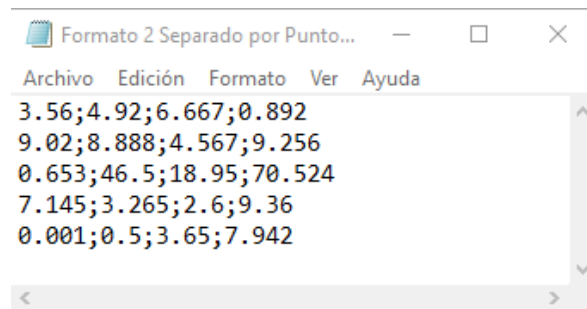 Formato 2 Separado por Punto...
Archivo Edición Formato Ver Ayuda
3.56;4.92;6.667;0.892
9.02;8.888;4.567;9.256
0.653;46.5;18.95;70.524
7.145;3.265;2.6;9.36
0.001;0.5;3.65;7.942